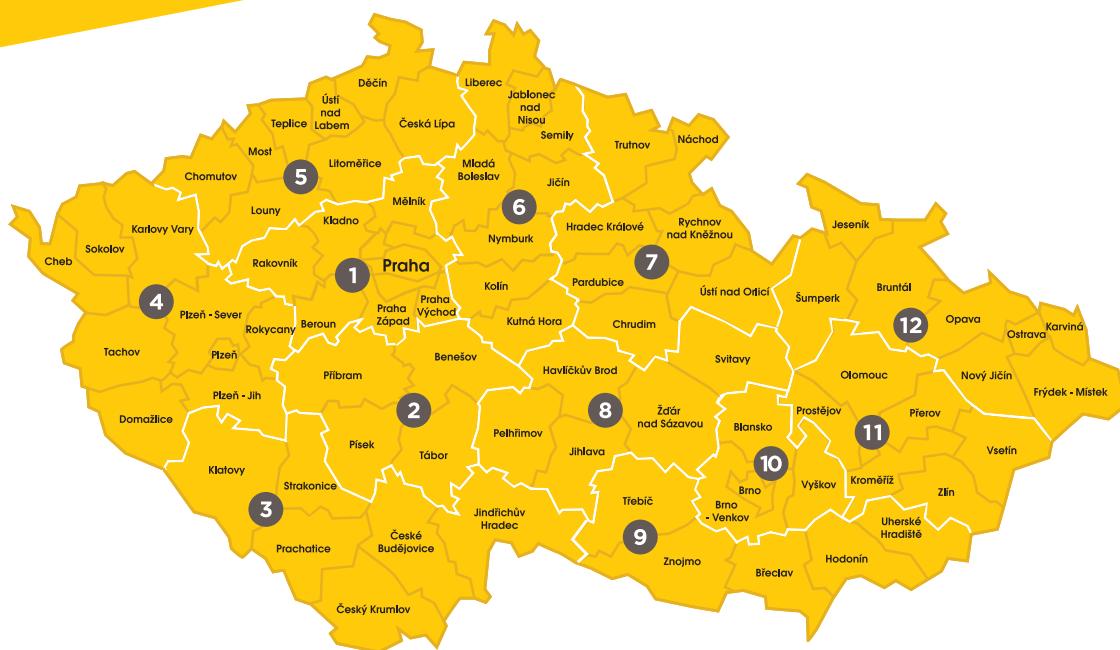 Děčín
Liberec
Ústí
nad
Labem
Jablonec
nad
Nisou
Teplice
Česká Lípa
Semily
Most
Trutnov
Náchod
Litoměřice
Mladá
Boleslav
Chomutov
5
Jičín
Mělník
6
Louny
Kladno
Karlovy Vary
Hradec Králové
Rychnov
nad Kněžnou
Jeseník
Nymburk
Sokolov
Cheb
Rakovník
1
Praha
7
Pardubice
Kolín
Ústí nad Orlicí
Šumperk
Bruntál
4
Plzeň - Sever
Rokycany
Beroun
Praha
Západ
Praha
Východ
Kutná Hora
Chrudim
12
Opava
Ostrava
Karviná
Tachov
Plzeň
Benešov
Svitavy
Havlíčkův Brod
Olomouc
Nový Jičín
Příbram
Plzeň - Jih
Frýdek - Místek
Domažlice
2
8
Žďár
nad Sázavou
Prostějov
Přerov
Blansko
11
Pelhřimov
Písek
Tábor
Jihlava
Vsetín
Klatovy
10
Strakonice
Kroměříž
Zlín
Vyškov
Brno
Třebíč
Brno
- Venkov
3
Jindřichův
Hradec
Uherské
Hradiště
České
Budějovice
9
Prachatice
Znojmo
Hodonín
Břeclav
Český Krumlov